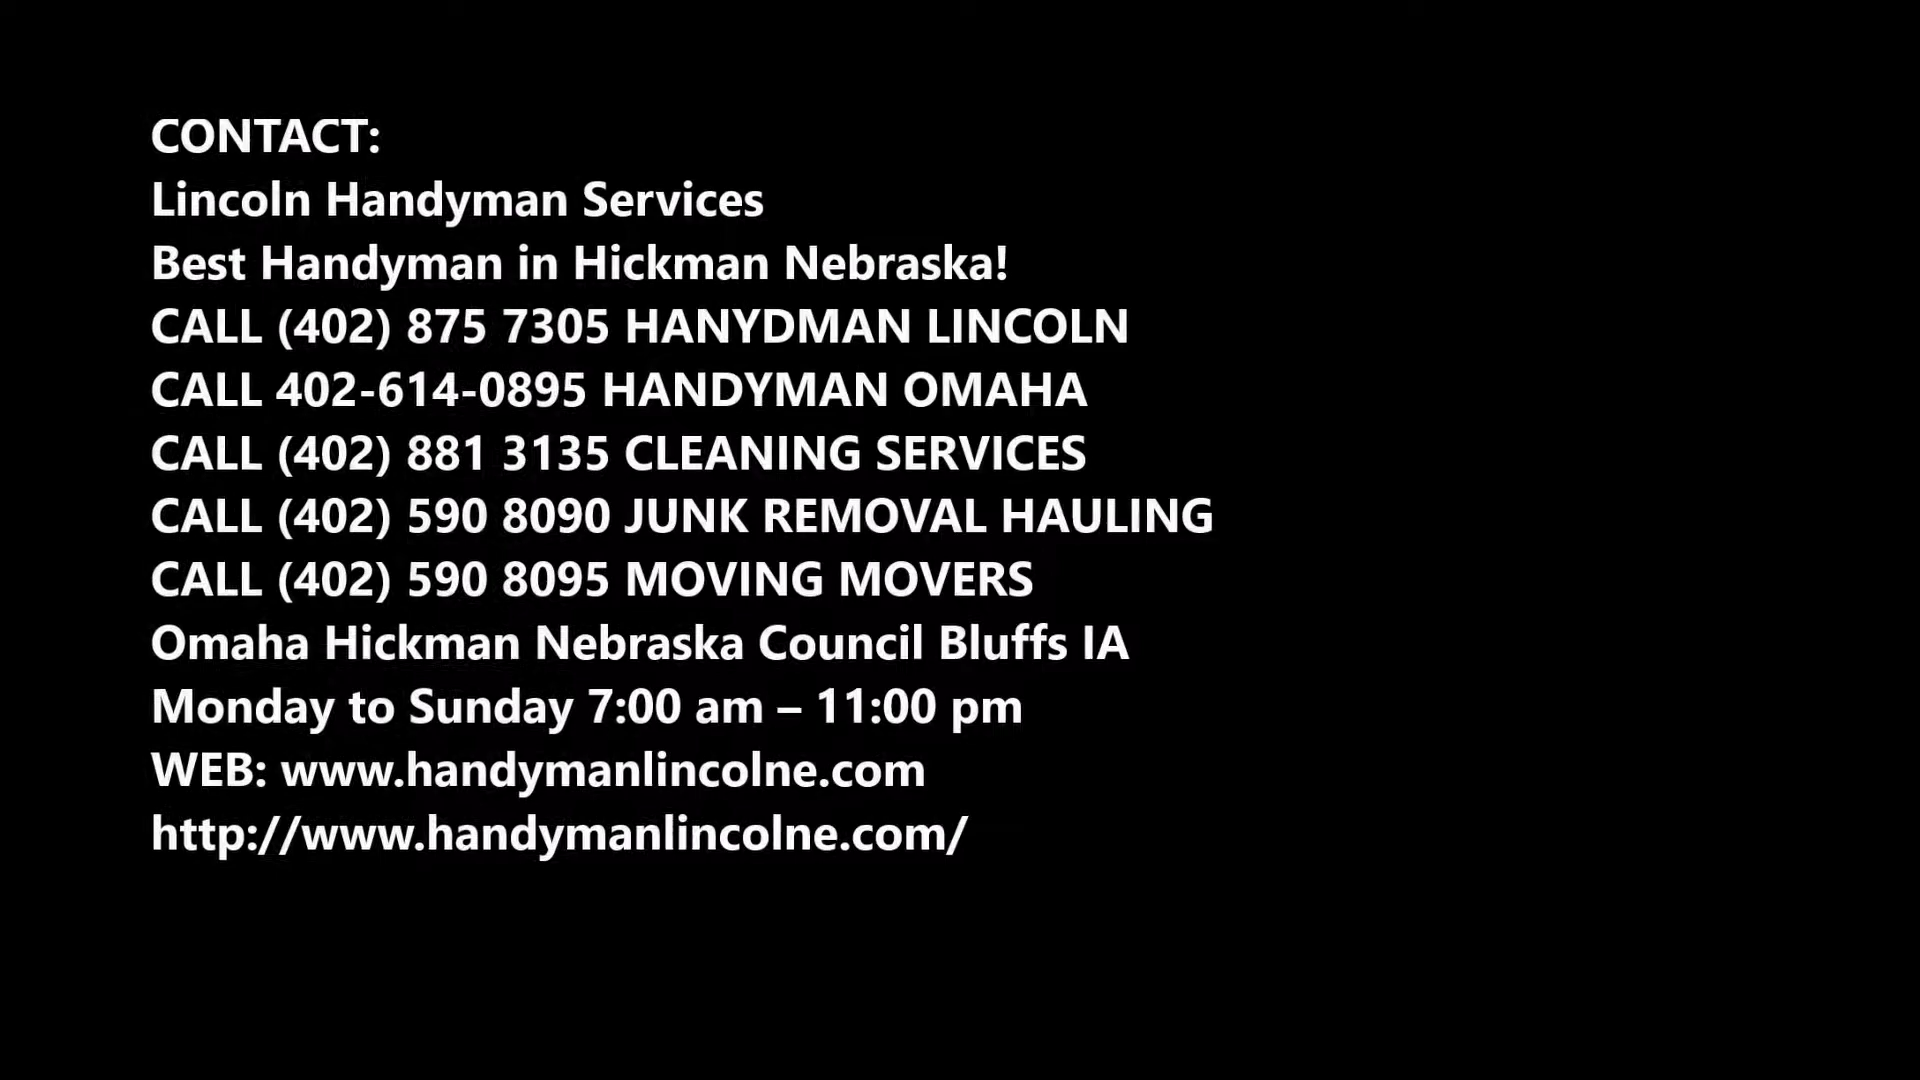 CONTACT:
Lincoln Handyman Services
Best Handyman in Hickman Nebraska!
CALL (402) 875 7305 HANYDMAN LINCOLN
CALL 402-614-0895 HANDYMAN OMAHA
CALL (402) 881 3135 CLEANING SERVICES
CALL (402) 590 8090 JUNK REMOVAL HAULING
CALL (402) 590 8095 MOVING MOVERS
Omaha Hickman Nebraska Council Bluffs IA
Monday to Sunday 7:00 am – 11:00 pm
WEB: www.handymanlincolne.com
http://www.handymanlincolne.com/